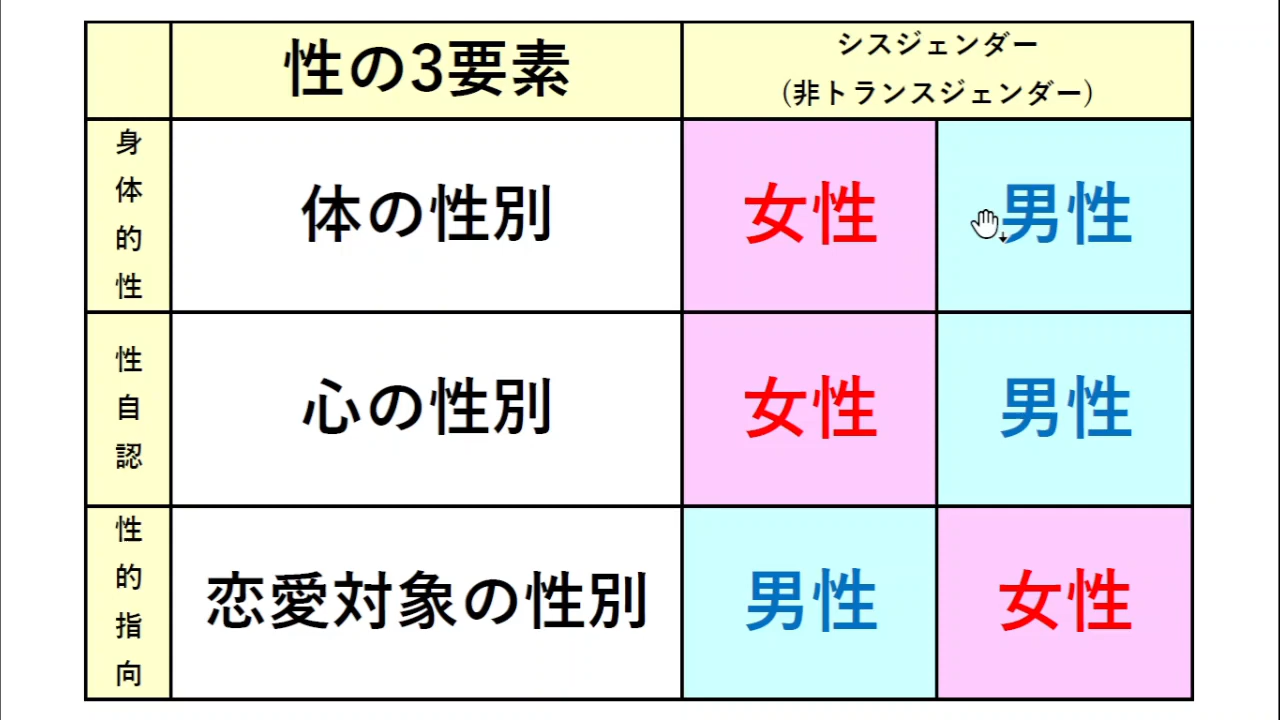 性の3要素
シスジェンダー
(非トランスジェンダー)
身体的性
体の性別
女性
男性
性自認
心の性別
女性
男性
性的指向
恋愛対象の性別
男性
女性